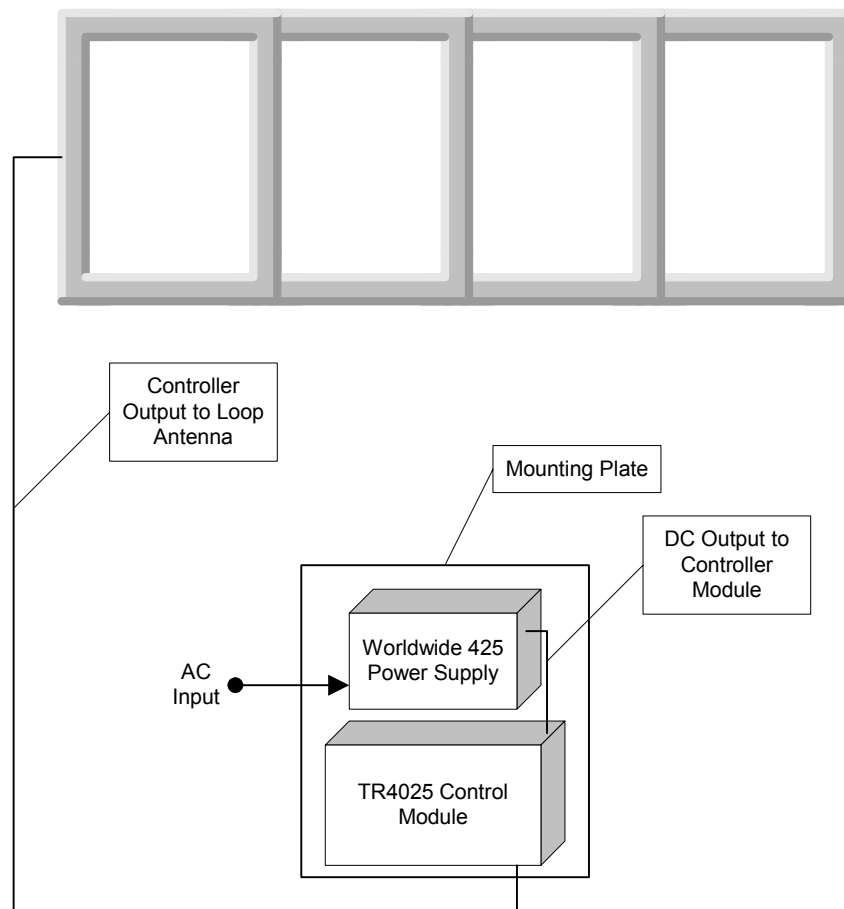 Controller
Output to Loop
Antenna
Mounting Plate
DC Output to
Controller
Module
Worldwide 425
Power Supply
AC
Input
TR4025 Control
Module